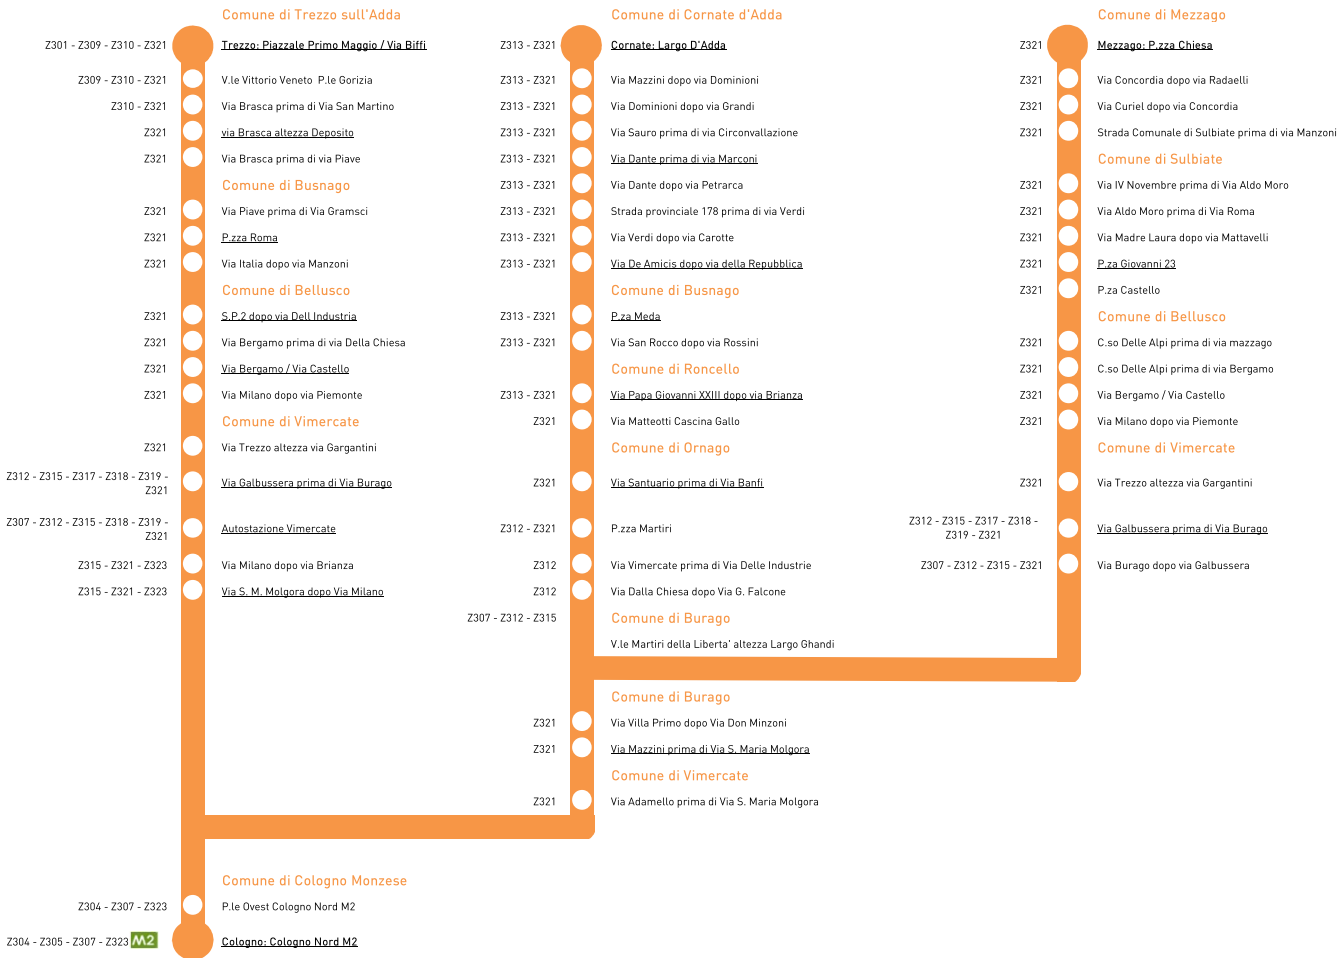 Comune di Trezzo sull'Adda
Z301 - Z309 - Z310 - Z321 Trezzo: Piazzale Primo Maggio / Via Biffi
Z309 - Z310 - Z321 V.le Vittorio Veneto P.le Gorizia
Z310 - Z321 Via Brasca prima di Via San Martino
Z321 via Brasca altezza Deposito
Z321 Via Brasca prima di via Piave
Comune di Busnago
Z321 Via Piave prima di Via Gramsci
Z321 P.zza Roma
Z321 Via Italia dopo via Manzoni
Comune di Bellusco
Z321 S.P.2 dopo via Dell Industria
Z321 Via Bergamo prima di via Della Chiesa
Z321 Via Bergamo / Via Castello
Z321 Via Milano dopo via Piemonte
Comune di Vimercate
Z321 Via Trezzo altezza via Gargantini
Z312 - Z315 - Z317 - Z318 - Z319 -
Z321 Via Galbussera prima di Via Burago
Z307 - Z312 - Z315 - Z318 - Z319 -
Z321 Autostazione Vimercate
Z315 - Z321 - Z323 Via Milano dopo via Brianza
Z315 - Z321 - Z323 Via S. M. Molgora dopo Via Milano
Comune di Cologno Monzese
Z304 - Z307 - Z323 P.le Ovest Cologno Nord M2
Z304 - Z305 - Z307 - Z323 M2 Cologno: Cologno Nord M2
Comune di Cornate d'Adda
Z313 - Z321 Cornate: Largo D'Adda
Z313 - Z321 Via Mazzini dopo via Dominioni
Z313 - Z321 Via Dominioni dopo via Grandi
Z313 - Z321 Via Sauro prima di via Circonvallazione
Z313 - Z321 Via Dante prima di via Marconi
Z313 - Z321 Via Dante dopo via Petrarca
Z313 - Z321 Strada provinciale 178 prima di via Verdi
Z313 - Z321 Via Verdi dopo via Carotte
Z313 - Z321 Via De Amicis dopo via della Repubblica
Comune di Busnago
Z313 - Z321 P.za Meda
Z313 - Z321 Via San Rocco dopo via Rossini
Comune di Roncello
Z313 - Z321 Via Papa Giovanni XXIII dopo via Brianza
Z321 Via Matteotti Cascina Gallo
Comune di Ornago
Z321 Via Santuario prima di Via Banfi
Z312 - Z321 P.zza Martiri
Z312 Via Vimercate prima di Via Delle Industrie
Z312 Via Dalla Chiesa dopo Via G. Falcone
Z307 - Z312 - Z315 Comune di Burago
V.le Martiri della Liberta' altezza Largo Ghandi
Comune di Burago
Z321 Via Villa Primo dopo Via Don Minzoni
Z321 Via Mazzini prima di Via S. Maria Molgora
Comune di Vimercate
Z321 Via Adamello prima di Via S. Maria Molgora
Comune di Mezzago
Z321 Mezzago: P.zza Chiesa
Z321 Via Concordia dopo via Radaelli
Z321 Via Curiel dopo via Concordia
Z321 Strada Comunale di Sulbiate prima di via Manzoni
Comune di Sulbiate
Z321 Via IV Novembre prima di Via Aldo Moro
Z321 Via Aldo Moro prima di Via Roma
Z321 Via Madre Laura dopo via Mattavelli
Z321 P.za Giovanni 23
Z321 P.za Castello
Comune di Bellusco
Z321 C.so Delle Alpi prima di via mazzago
Z321 C.so Delle Alpi prima di via Bergamo
Z321 Via Bergamo / Via Castello
Z321 Via Milano dopo via Piemonte
Comune di Vimercate
Z321 Via Trezzo altezza via Gargantini
Z312 - Z315 - Z317 - Z318 -
Z319 - Z321 Via Galbussera prima di Via Burago
Z307 - Z312 - Z315 - Z321 Via Burago dopo via Galbussera